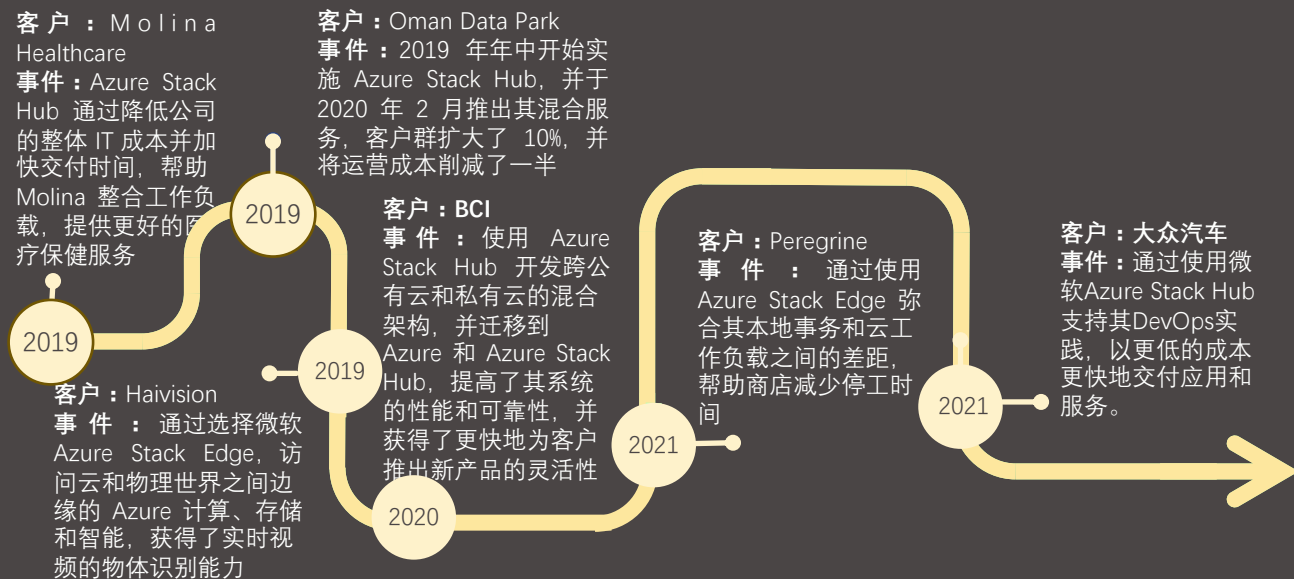 客户：Molina
Healthcare
事件：Azure Stack
Hub 通过降低公司
的整体 IT 成本并加
快交付时间，帮助
Molina 整合工作负
载，提供更好的医
疗保健服务
2019
客户：Oman Data Park
事件：2019 年年中开始实
施 Azure Stack Hub，并于
2020 年 2 月推出其混合服
务，客户群扩大了 10%，并
将运营成本削减了一半
2019
客户：Haivision
事件：通过选择微软
Azure Stack Edge，访
问云和物理世界之间边
缘的 Azure 计算、存储
和智能，获得了实时视
频的物体识别能力
2019
客户：BCI
事件：使用 Azure
Stack Hub 开发跨公
有云和私有云的混合
架构，并迁移到
Azure 和 Azure Stack
Hub，提高了其系统
的性能和可靠性，并
获得了更快地为客户
推出新产品的灵活性
2020
客户：Peregrine
事件：通过使用
Azure Stack Edge 弥
合其本地事务和云工
作负载之间的差距，
帮助商店减少停工时
间
2021
客户：大众汽车
事件：通过使用微
软Azure Stack Hub
支持其DevOps实
践，以更低的成本
更快地交付应用和
服务。
2021